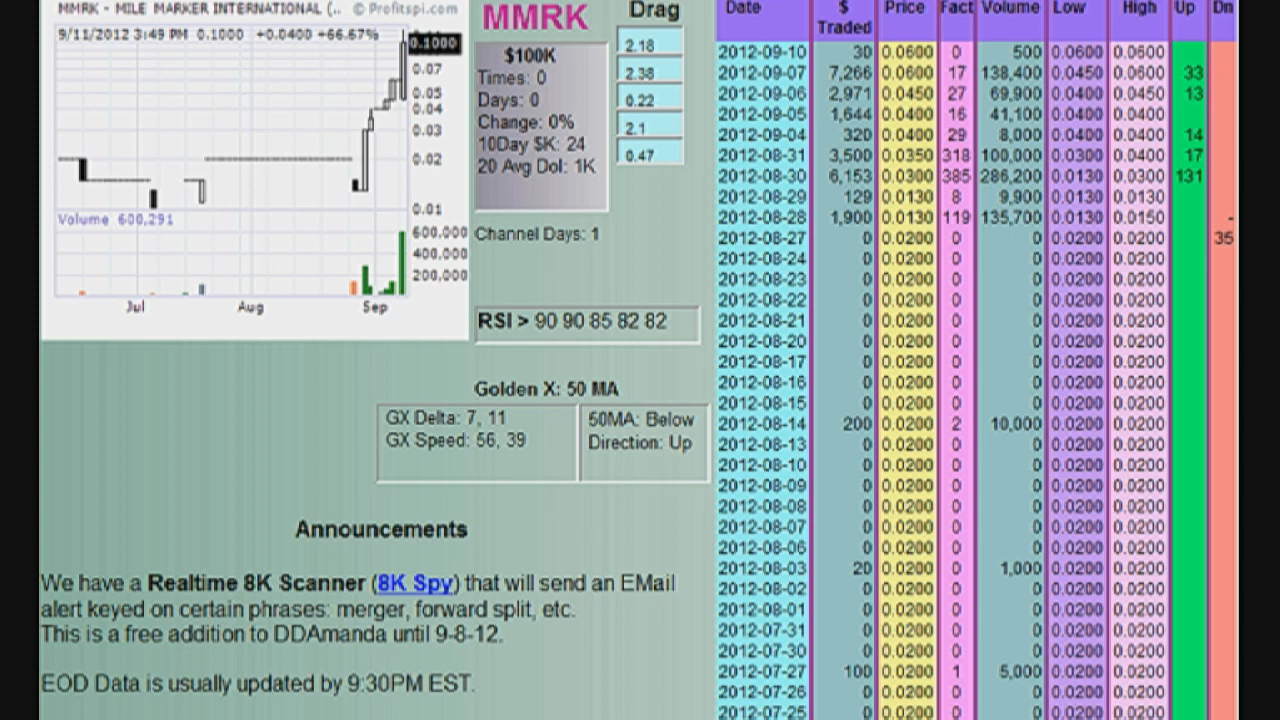 MMRK - MILE MARKER INTERNATIONAL (.. © Profitspi.com
9/11/2012 3:49 PM 0.1000 +0.0400 +66.67%
0.1000
0.07
0.05
0.04
0.03
0.02
0.01
Volume 600,291
600,000
400,000
200,000
Jul Aug Sep
MMRK
$100K
Times: 0
Days: 0
Change: 0%
10Day $K: 24
20 Avg Dol: 1K
Drag
2.18
2.38
0.22
2.1
0.47
Channel Days: 1
RSI > 90 90 85 82 82
Golden X: 50 MA
GX Delta: 7, 11
GX Speed: 56, 39
50MA: Below
Direction: Up
Announcements
We have a Realtime 8K Scanner (8K Spy) that will send an EMail
alert keyed on certain phrases: merger, forward split, etc.
This is a free addition to DDAmanda until 9-8-12.
EOD Data is usually updated by 9:30PM EST.
Date $ Traded Price Fact Volume Low High Up Dn
2012-09-10 30 0.0600 0 500 0.0600 0.0600
2012-09-07 7,266 0.0600 17 138,400 0.0450 0.0600 33
2012-09-06 2,971 0.0450 27 69,900 0.0400 0.0450 13
2012-09-05 1,644 0.0400 16 41,100 0.0400 0.0400
2012-09-04 320 0.0400 29 8,000 0.0400 0.0400 14
2012-08-31 3,500 0.0350 318 100,000 0.0300 0.0400 17
2012-08-30 6,153 0.0300 385 286,200 0.0130 0.0300 131
2012-08-29 129 0.0130 8 9,900 0.0130 0.0130
2012-08-28 1,900 0.0130 119 135,700 0.0130 0.0150 -
2012-08-27 0 0.0200 0 0 0.0200 0.0200 35
2012-08-24 0 0.0200 0 0 0.0200 0.0200
2012-08-23 0 0.0200 0 0 0.0200 0.0200
2012-08-22 0 0.0200 0 0 0.0200 0.0200
2012-08-21 0 0.0200 0 0 0.0200 0.0200
2012-08-20 0 0.0200 0 0 0.0200 0.0200
2012-08-17 0 0.0200 0 0 0.0200 0.0200
2012-08-16 0 0.0200 0 0 0.0200 0.0200
2012-08-15 0 0.0200 0 0 0.0200 0.0200
2012-08-14 200 0.0200 2 10,000 0.0200 0.0200
2012-08-13 0 0.0200 0 0 0.0200 0.0200
2012-08-10 0 0.0200 0 0 0.0200 0.0200
2012-08-09 0 0.0200 0 0 0.0200 0.0200
2012-08-08 0 0.0200 0 0 0.0200 0.0200
2012-08-07 0 0.0200 0 0 0.0200 0.0200
2012-08-06 0 0.0200 0 0 0.0200 0.0200
2012-08-03 20 0.0200 0 1,000 0.0200 0.0200
2012-08-02 0 0.0200 0 0 0.0200 0.0200
2012-08-01 0 0.0200 0 0 0.0200 0.0200
2012-07-31 0 0.0200 0 0 0.0200 0.0200
2012-07-30 0 0.0200 0 0 0.0200 0.0200
2012-07-27 100 0.0200 1 5,000 0.0200 0.0200
2012-07-26 0 0.0200 0 0 0.0200 0.0200
2012-07-25 0 0.0200 0 0 0.0200 0.0200